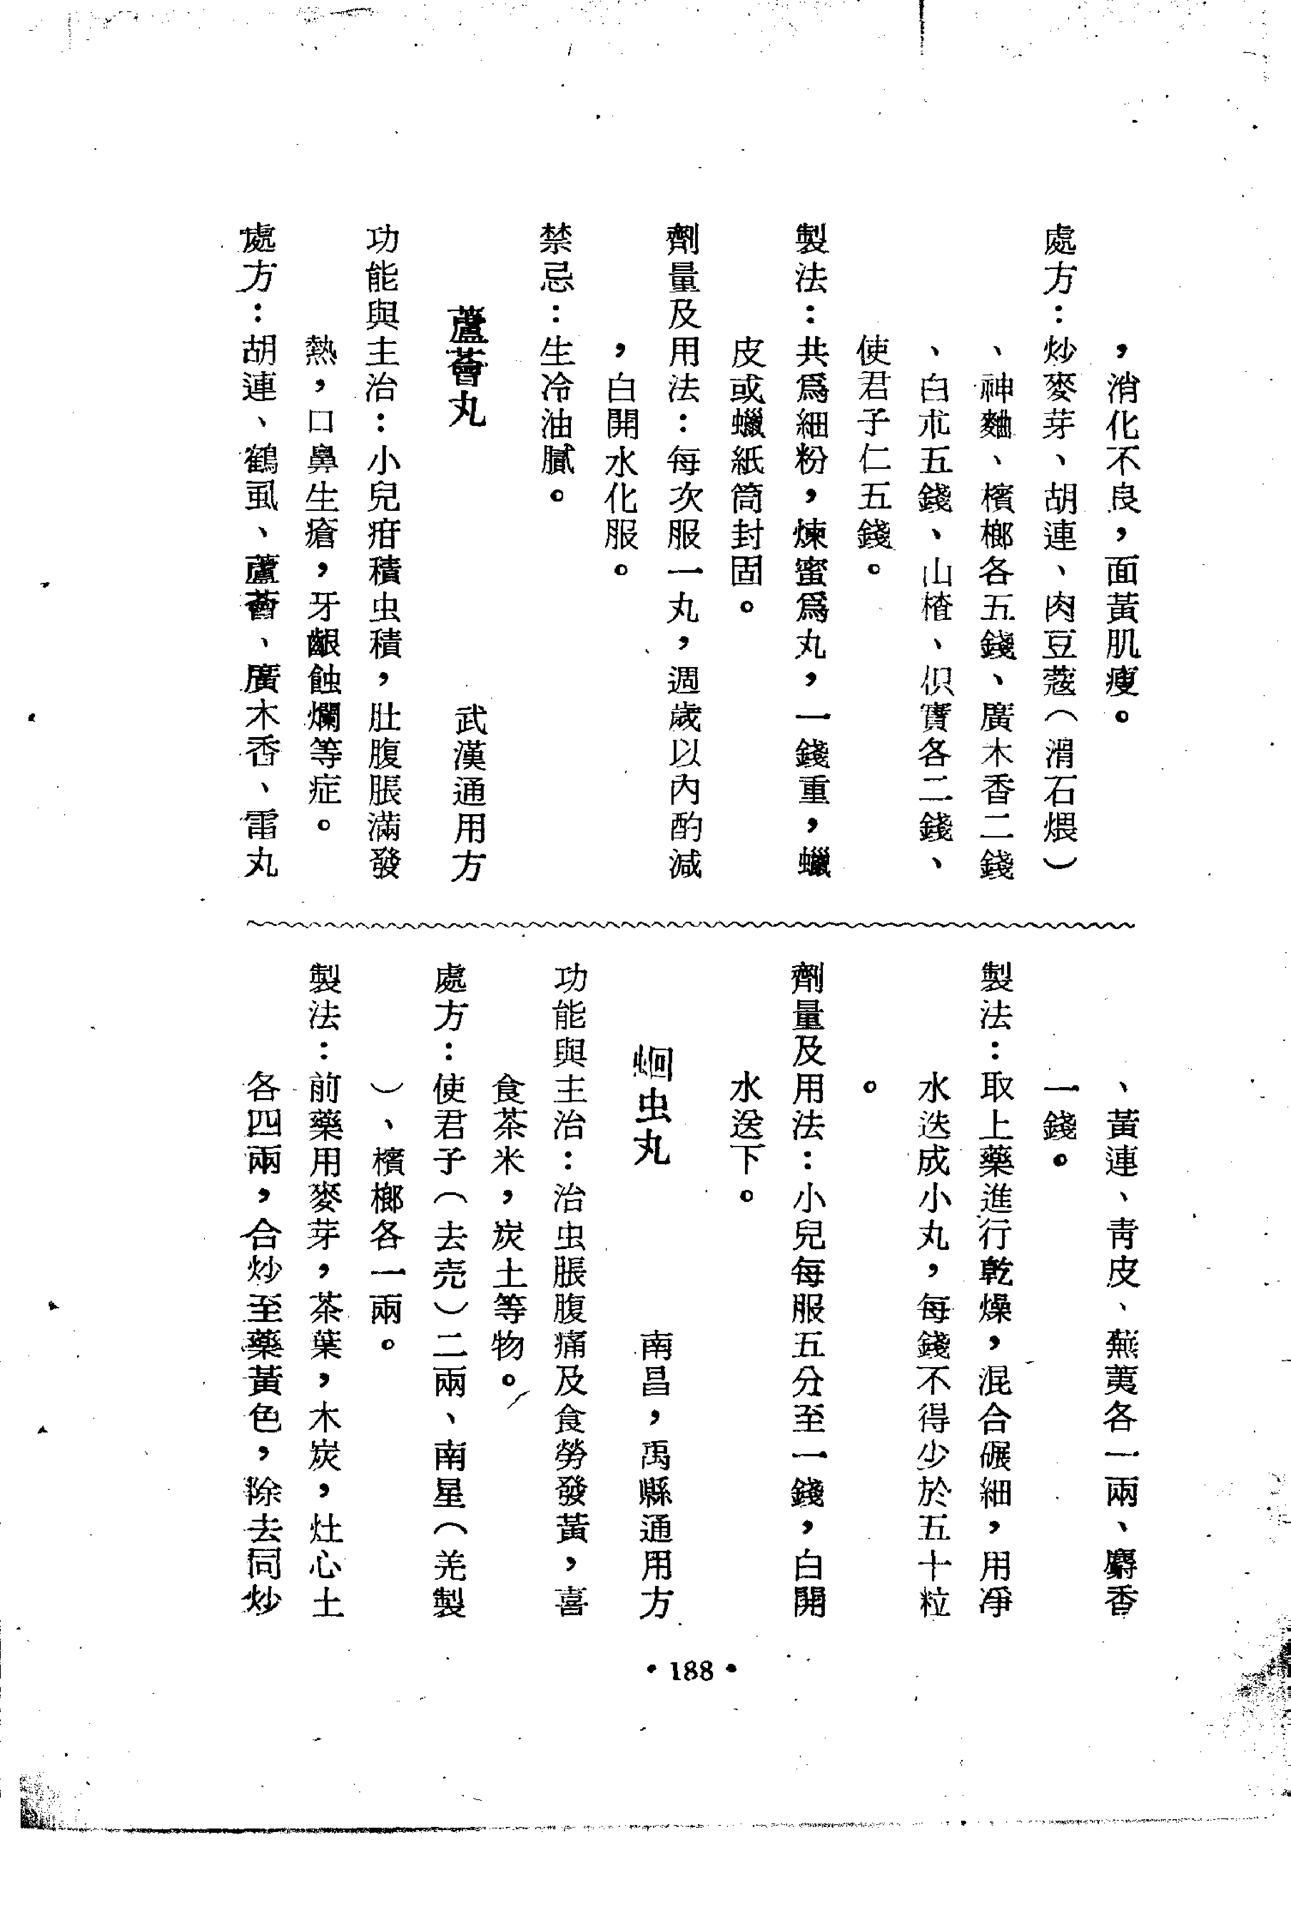 ，消化不良，面黃肌瘦。
處方：炒麥芽、胡連、肉豆蔻（滑石煨）
、神麯、檳榔各五錢、廣木香二錢
、白朮五錢、山楂、枳實各二錢、
使君子仁五錢。
製法：共爲細粉，煉蜜爲丸，一錢重，蠟
皮或蠟紙筒封固。
劑量及用法：每次服一丸，週歲以內酌減
，白開水化服。
禁忌：生冷油膩。
蘆薈丸　武漢通用方
功能與主治：小兒疳積虫積，肚腹脹滿發
熱，口鼻生瘡，牙齦蝕爛等症。
處方：胡連、鶴虱、蘆薈、廣木香、雷丸
、黃連、靑皮、蕪荑各一兩、麝香
一錢。
製法：取上藥進行乾燥，混合碾細，用凈
水迭成小丸，每錢不得少於五十粒
。
劑量及用法：小兒每服五分至一錢，白開
水送下。
蛔虫丸　南昌，禹縣通用方
功能與主治：治虫脹腹痛及食勞發黃，喜
食茶米，炭土等物。
處方：使君子（去壳）二兩、南星（羌製
）、檳榔各一兩。
製法：前藥用麥芽，茶葉，木炭，灶心土
各四兩，合炒至藥黃色，除去同炒
•188•